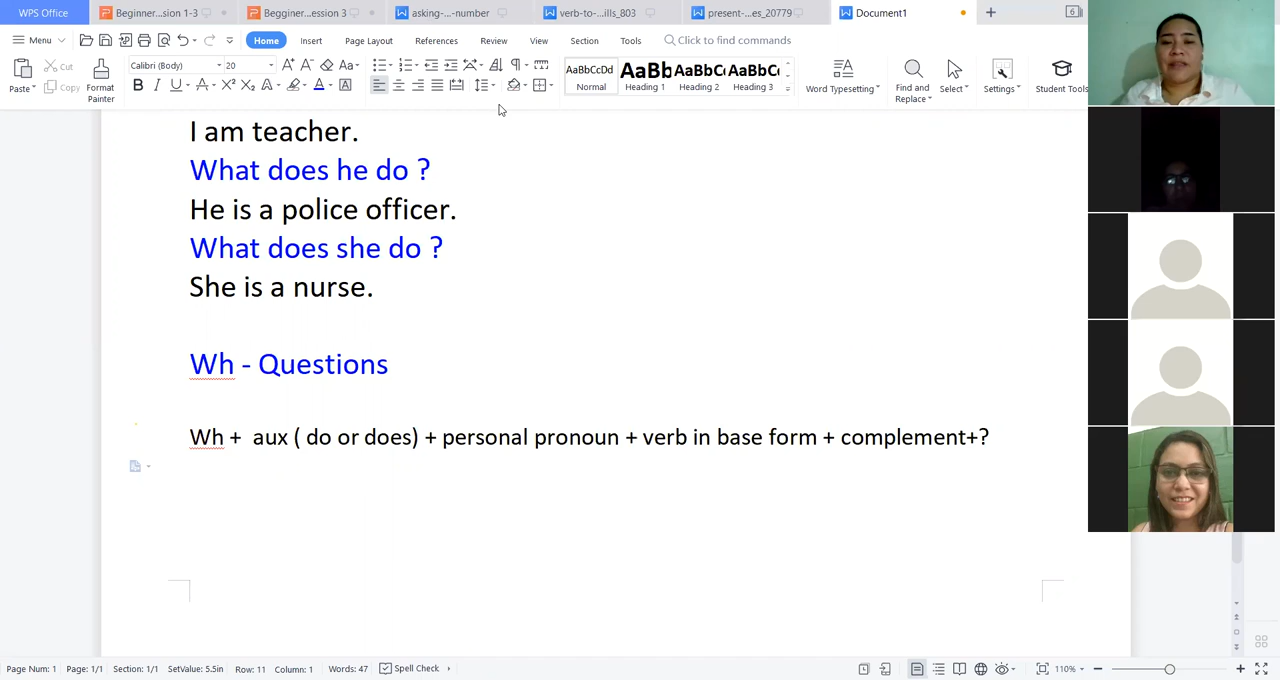 WPS Office
Beginner...sion 1-3
Begginer...ession 3
asking-...-number
verb-to-...ills_803
present-...es_20779
Document1
6
Menu
Home
Insert
Page Layout
References
Review
View
Section
Tools
Click to find commands
Paste
Cut
Copy
Format Painter
Calibri (Body)
20
AaBbCcDd
Normal
AaBb
Heading 1
AaBbCc
Heading 2
AaBbCc
Heading 3
Word Typesetting
Find and Replace
Select
Settings
Student Tools
I am teacher.
What does he do ?
He is a police officer.
What does she do ?
She is a nurse.
Wh - Questions
Wh + aux ( do or does) + personal pronoun + verb in base form + complement+?
Page Num: 1
Page: 1/1
Section: 1/1
SetValue: 5.5in
Row: 11
Column: 1
Words: 47
Spell Check
110%